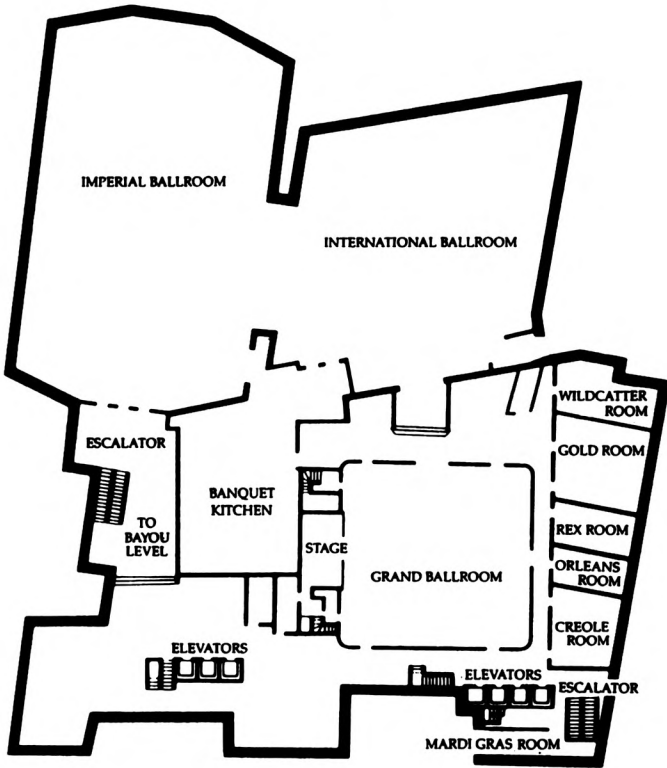 IMPERIAL BALLROOM
INTERNATIONAL BALLROOM
WILDCATTER
ROOM
ESCALATOR
GOLD ROOM
BANQUET
KITCHEN
TO
BAYOU
LEVEL
REX ROOM
STAGE
GRAND BALLROOM
ORLEANS
ROOM
CREOLE
ROOM
ELEVATORS
ELEVATORS
ESCALATOR
MARDI GRAS ROOM